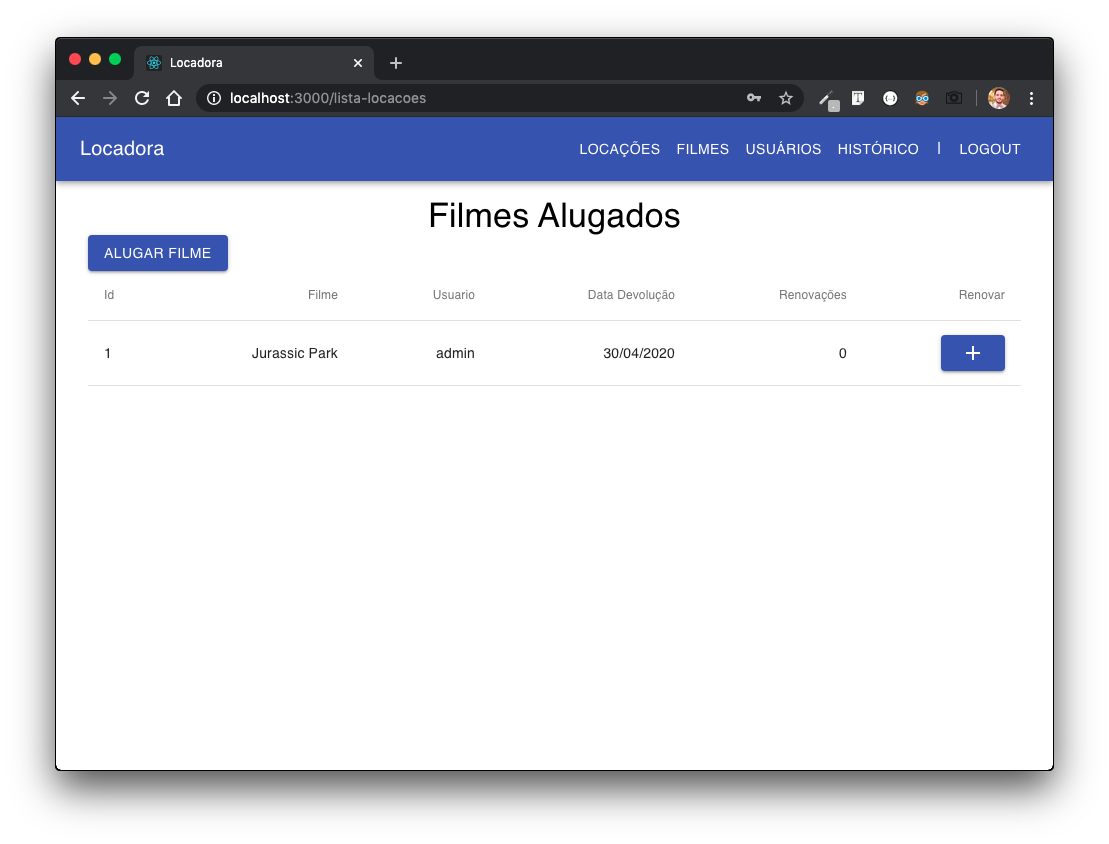 Locadora
localhost:3000/lista-locacoes
Locadora LOCAÇÕES FILMES USUÁRIOS HISTÓRICO | LOGOUT
Filmes Alugados
ALUGAR FILME
Id Filme Usuario Data Devolução Renovações Renovar
1 Jurassic Park admin 30/04/2020 0 +